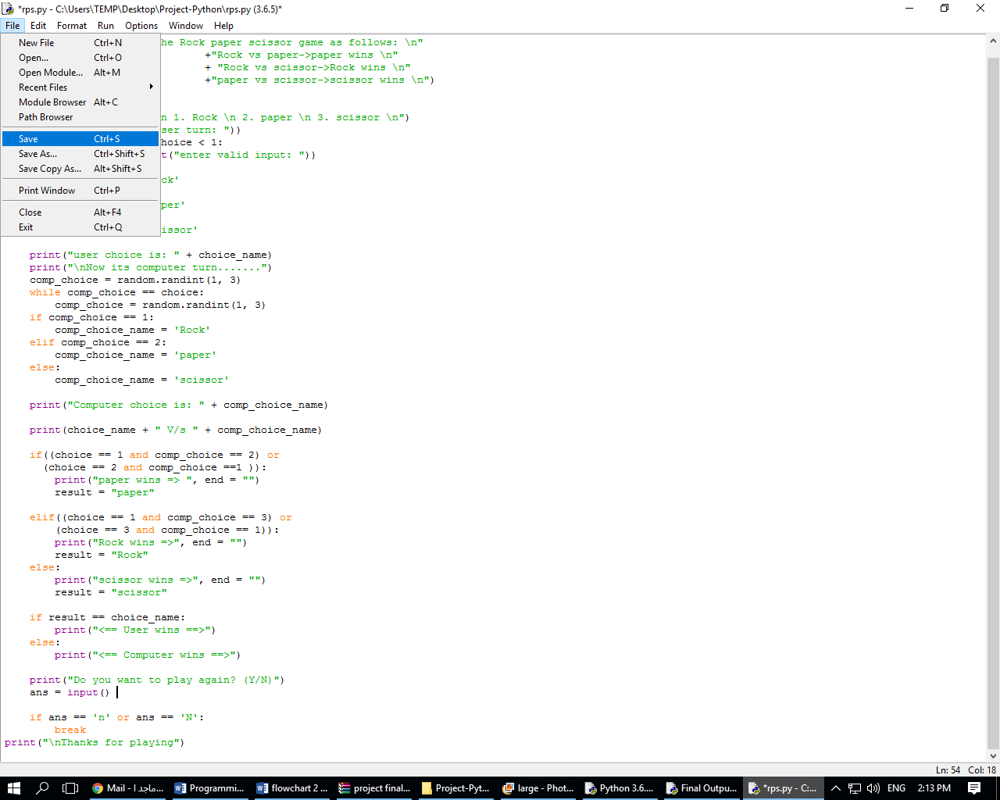 *rps.py - C:\Users\TEMP\Desktop\Project-Python\rps.py (3.6.5)*
File Edit Format Run Options Window Help
New File Ctrl+N
Open... Ctrl+O
Open Module... Alt+M
Recent Files
Module Browser Alt+C
Path Browser
Save Ctrl+S
Save As... Ctrl+Shift+S
Save Copy As... Alt+Shift+S
Print Window Ctrl+P
Close Alt+F4
Exit Ctrl+Q
he Rock paper scissor game as follows: \n"
+"Rock vs paper->paper wins \n"
+ "Rock vs scissor->Rock wins \n"
+"paper vs scissor->scissor wins \n")
n 1. Rock \n 2. paper \n 3. scissor \n")
ser turn: "))
hoice < 1:
t("enter valid input: "))
ck'
per'
issor'
print("user choice is: " + choice_name)
print("\nNow its computer turn.......")
comp_choice = random.randint(1, 3)
while comp_choice == choice:
comp_choice = random.randint(1, 3)
if comp_choice == 1:
comp_choice_name = 'Rock'
elif comp_choice == 2:
comp_choice_name = 'paper'
else:
comp_choice_name = 'scissor'
print("Computer choice is: " + comp_choice_name)
print(choice_name + " V/s " + comp_choice_name)
if((choice == 1 and comp_choice == 2) or
(choice == 2 and comp_choice ==1 )):
print("paper wins => ", end = "")
result = "paper"
elif((choice == 1 and comp_choice == 3) or
(choice == 3 and comp_choice == 1)):
print("Rock wins =>", end = "")
result = "Rock"
else:
print("scissor wins =>", end = "")
result = "scissor"
if result == choice_name:
print("<== User wins ==>")
else:
print("<== Computer wins ==>")
print("Do you want to play again? (Y/N)")
ans = input()
if ans == 'n' or ans == 'N':
break
print("\nThanks for playing")
Ln: 54 Col: 18
Mail - ماجد ا... Programmi... flowchart 2 ... project final... Project-Pyt... large - Phot... Python 3.6.... Final Outpu... *rps.py - C:... ENG 2:13 PM